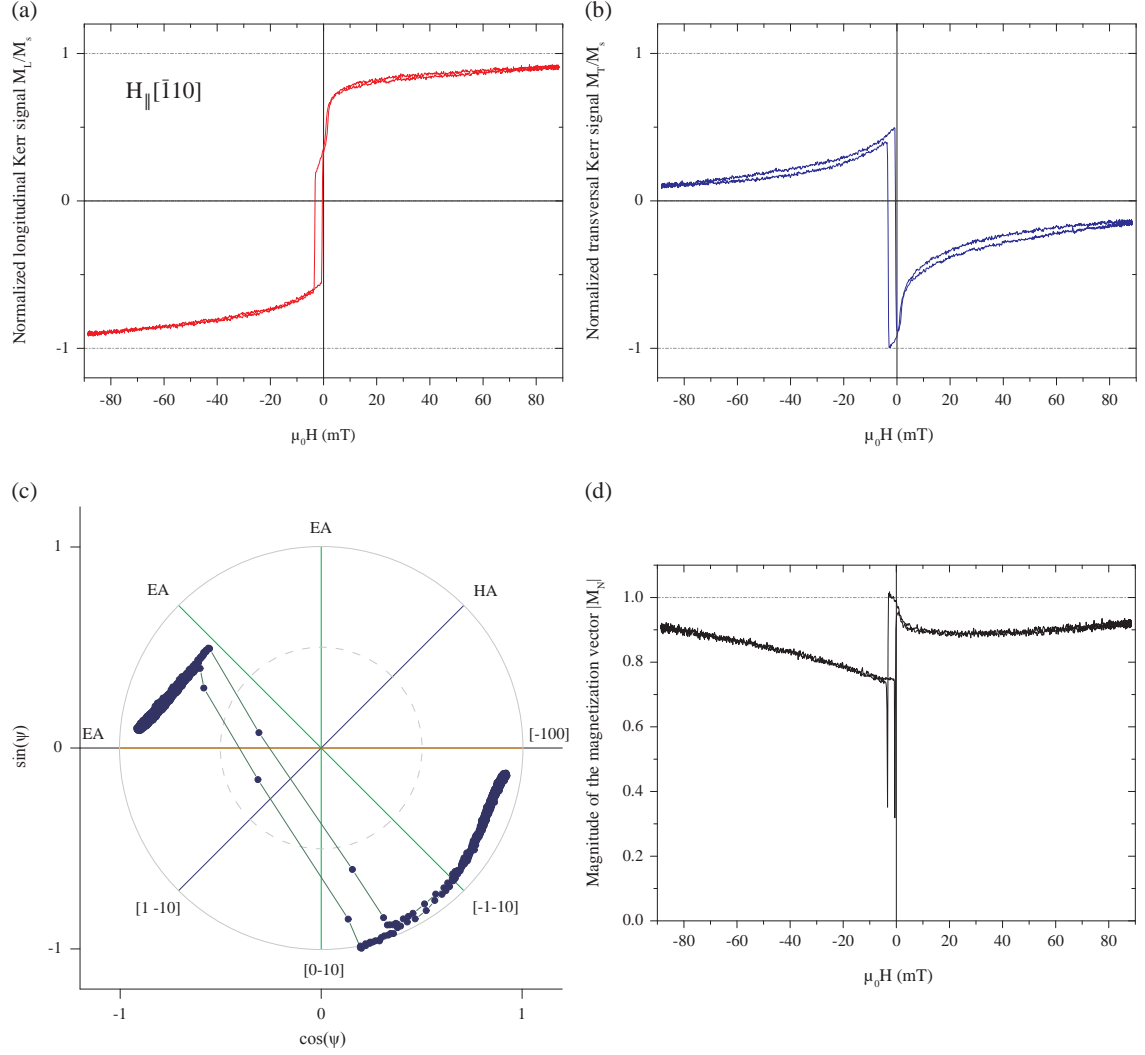 (a)
Normalized longitudinal Kerr signal M_L/M_s
H_∥[1̄10]
1
0
-1
-80 -60 -40 -20 0 20 40 60 80
μ₀H (mT)
(b)
Normalized transversal Kerr signal M_T/M_s
1
0
-1
-80 -60 -40 -20 0 20 40 60 80
μ₀H (mT)
(c)
sin(ψ)
1
0
-1
EA
EA
HA
EA
[-100]
[1 -10]
[-1-10]
[0-10]
-1 0 1
cos(ψ)
(d)
Magnitude of the magnetization vector |M_N|
1.0
0.8
0.6
0.4
0.2
0.0
-80 -60 -40 -20 0 20 40 60 80
μ₀H (mT)